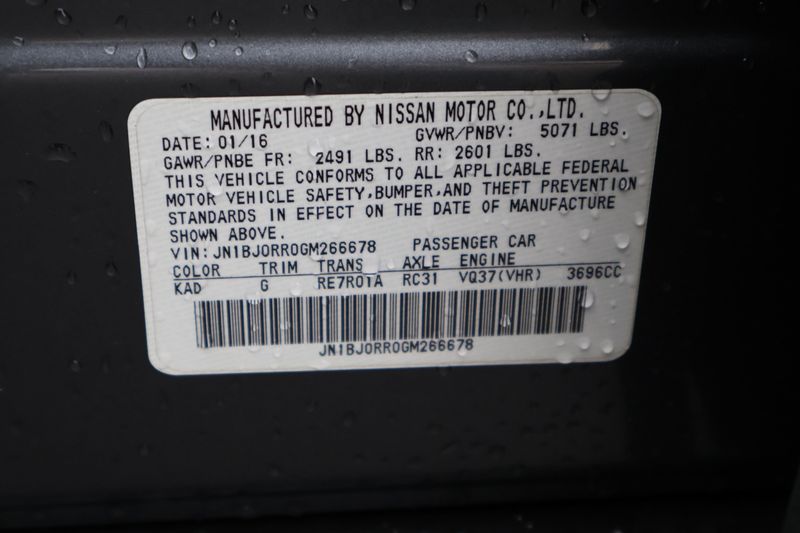 MANUFACTURED BY NISSAN MOTOR CO.,LTD.
DATE: 01/16 GVWR/PNBV: 5071 LBS.
GAWR/PNBE FR: 2491 LBS. RR: 2601 LBS.
THIS VEHICLE CONFORMS TO ALL APPLICABLE FEDERAL
MOTOR VEHICLE SAFETY,BUMPER,AND THEFT PREVENTION
STANDARDS IN EFFECT ON THE DATE OF MANUFACTURE
SHOWN ABOVE.
VIN: JN1BJ0RR0GM266678 PASSENGER CAR
COLOR TRIM TRANS AXLE ENGINE
KAD G RE7R01A RC31 VQ37(VHR) 3696CC
JN1BJ0RR0GM266678